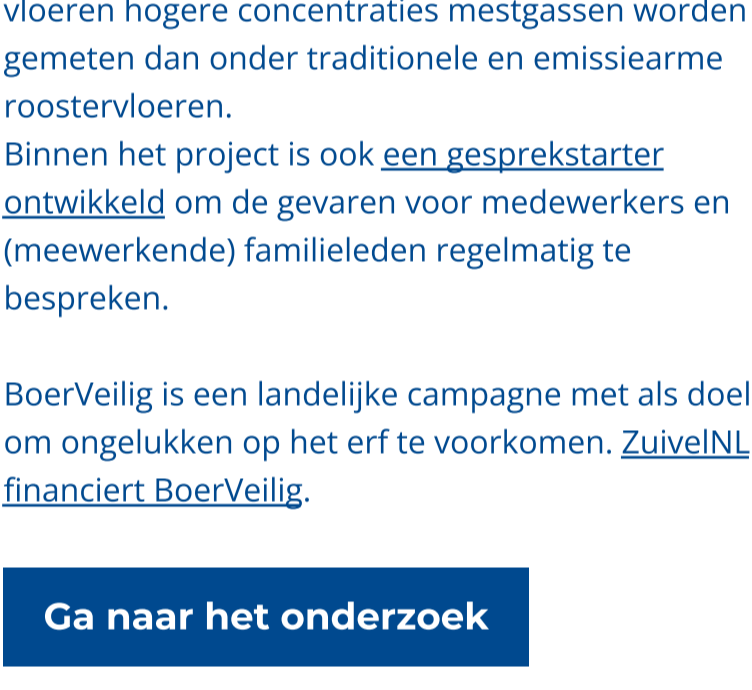 vloeren hogere concentraties mestgassen worden
gemeten dan onder traditionele en emissiearme
roostervloeren.
Binnen het project is ook een gesprekstarter
ontwikkeld om de gevaren voor medewerkers en
(meewerkende) familieleden regelmatig te
bespreken.
BoerVeilig is een landelijke campagne met als doel
om ongelukken op het erf te voorkomen. ZuivelNL
financiert BoerVeilig.
Ga naar het onderzoek